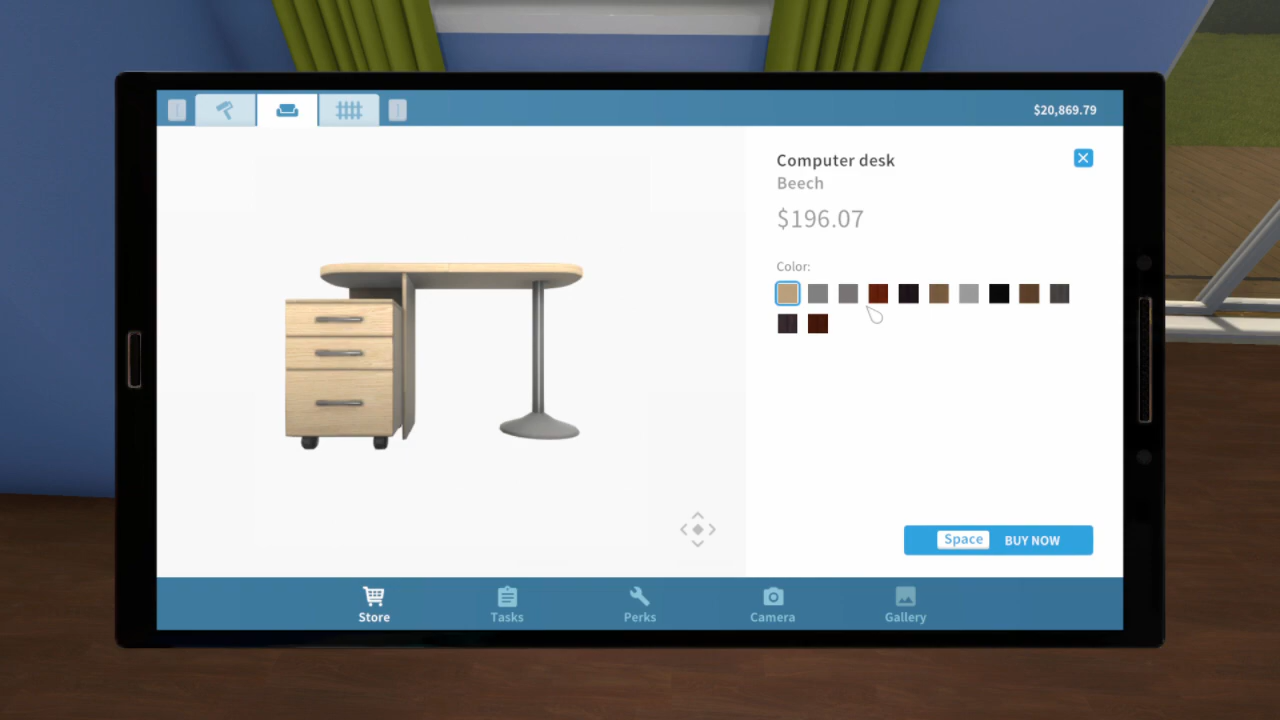 $20,869.79
Computer desk
Beech
$196.07
Color:
Space BUY NOW
Store Tasks Perks Camera Gallery